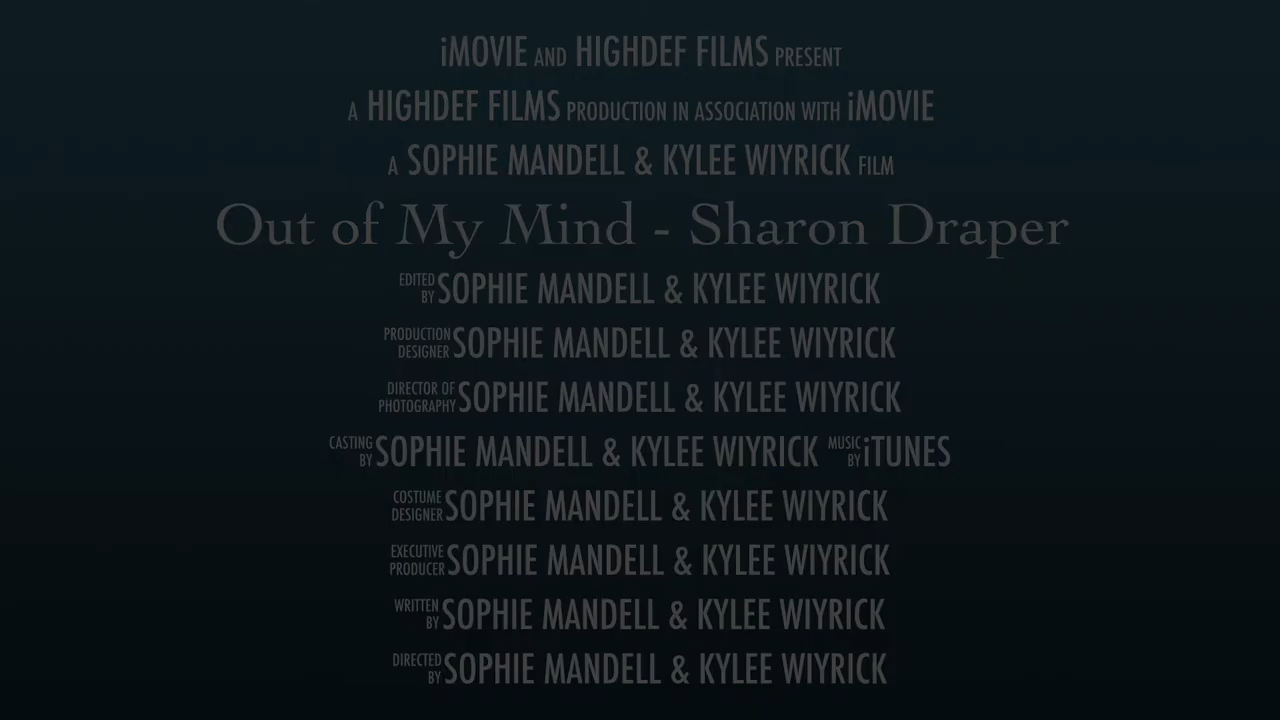 iMOVIE AND HIGHDEF FILMS PRESENT
A HIGHDEF FILMS PRODUCTION IN ASSOCIATION WITH iMOVIE
A SOPHIE MANDELL & KYLEE WIYRICK FILM
Out of My Mind - Sharon Draper
EDITED BY SOPHIE MANDELL & KYLEE WIYRICK
PRODUCTION DESIGNER SOPHIE MANDELL & KYLEE WIYRICK
DIRECTOR OF PHOTOGRAPHY SOPHIE MANDELL & KYLEE WIYRICK
CASTING BY SOPHIE MANDELL & KYLEE WIYRICK MUSIC BY iTUNES
COSTUME DESIGNER SOPHIE MANDELL & KYLEE WIYRICK
EXECUTIVE PRODUCER SOPHIE MANDELL & KYLEE WIYRICK
WRITTEN BY SOPHIE MANDELL & KYLEE WIYRICK
DIRECTED BY SOPHIE MANDELL & KYLEE WIYRICK